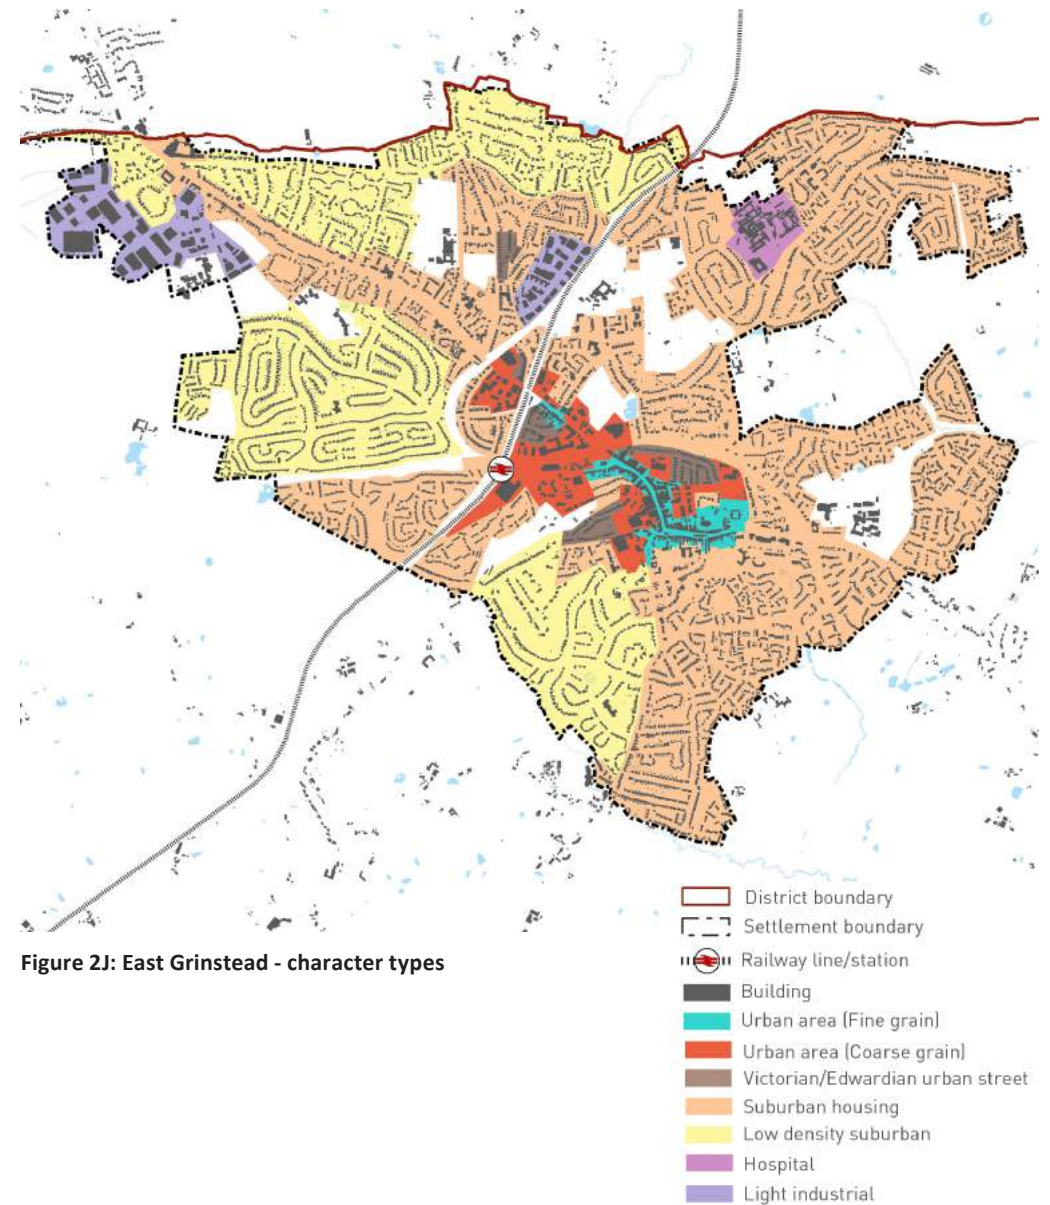 Figure 2J: East Grinstead - character types
District boundary
Settlement boundary
Railway line/station
Building
Urban area (Fine grain)
Urban area (Coarse grain)
Victorian/Edwardian urban street
Suburban housing
Low density suburban
Hospital
Light industrial